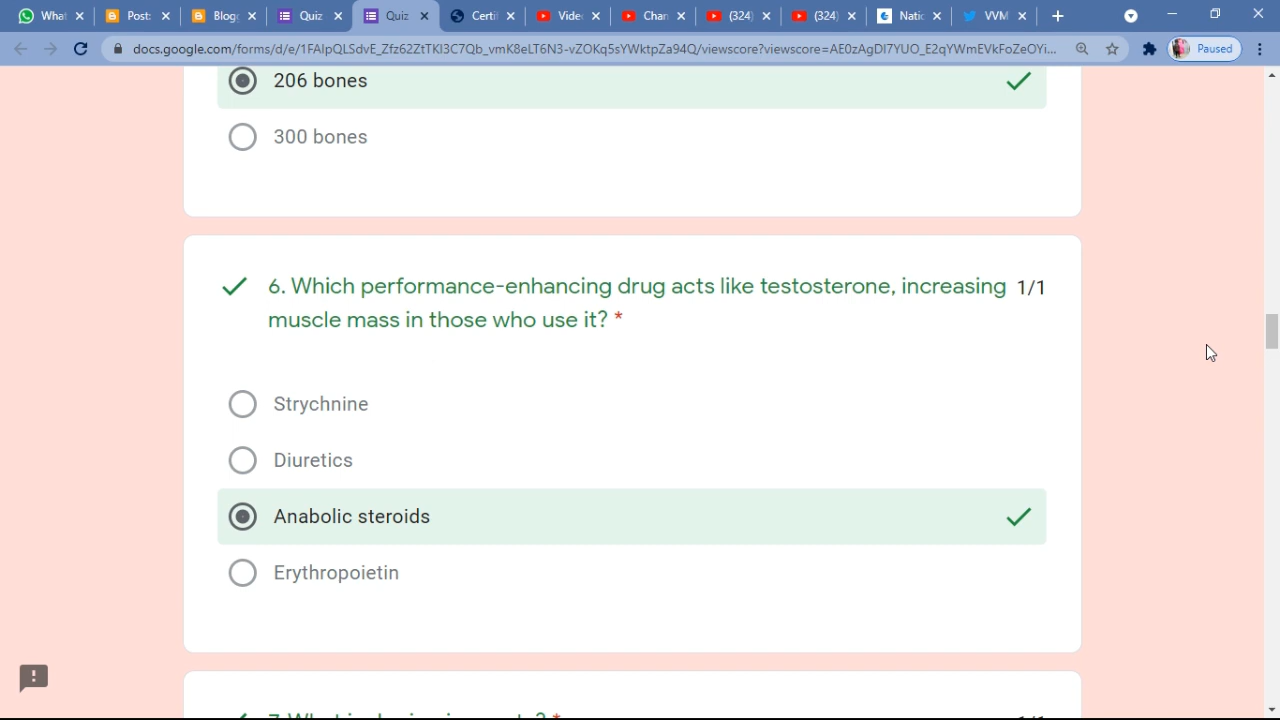 What
Post:
Blogg
Quiz
Quiz
Certi
Vide
Chan
(324)
(324)
Natio
VVM
docs.google.com/forms/d/e/1FAIpQLSdvE_Zfz62ZtTKI3C7Qb_vmK8eLT6N3-vZOKq5sYWktpZa94Q/viewscore?viewscore=AE0zAgDI7YUO_E2qYWmEVkFoZeOYi...
Paused
206 bones
300 bones
6. Which performance-enhancing drug acts like testosterone, increasing 1/1
muscle mass in those who use it? *
Strychnine
Diuretics
Anabolic steroids
Erythropoietin